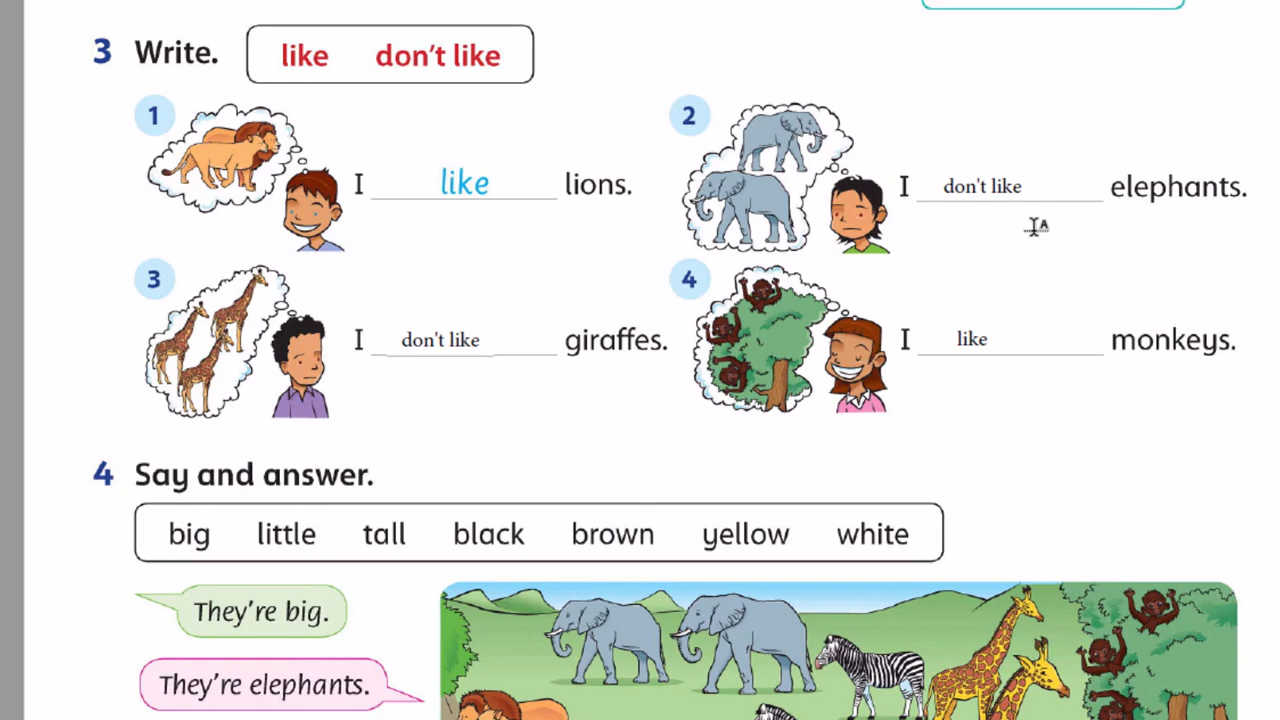 3 Write. like don't like
1 I like lions.
2 I don't like elephants.
3 I don't like giraffes.
4 I like monkeys.
4 Say and answer.
big little tall black brown yellow white
They're big.
They're elephants.